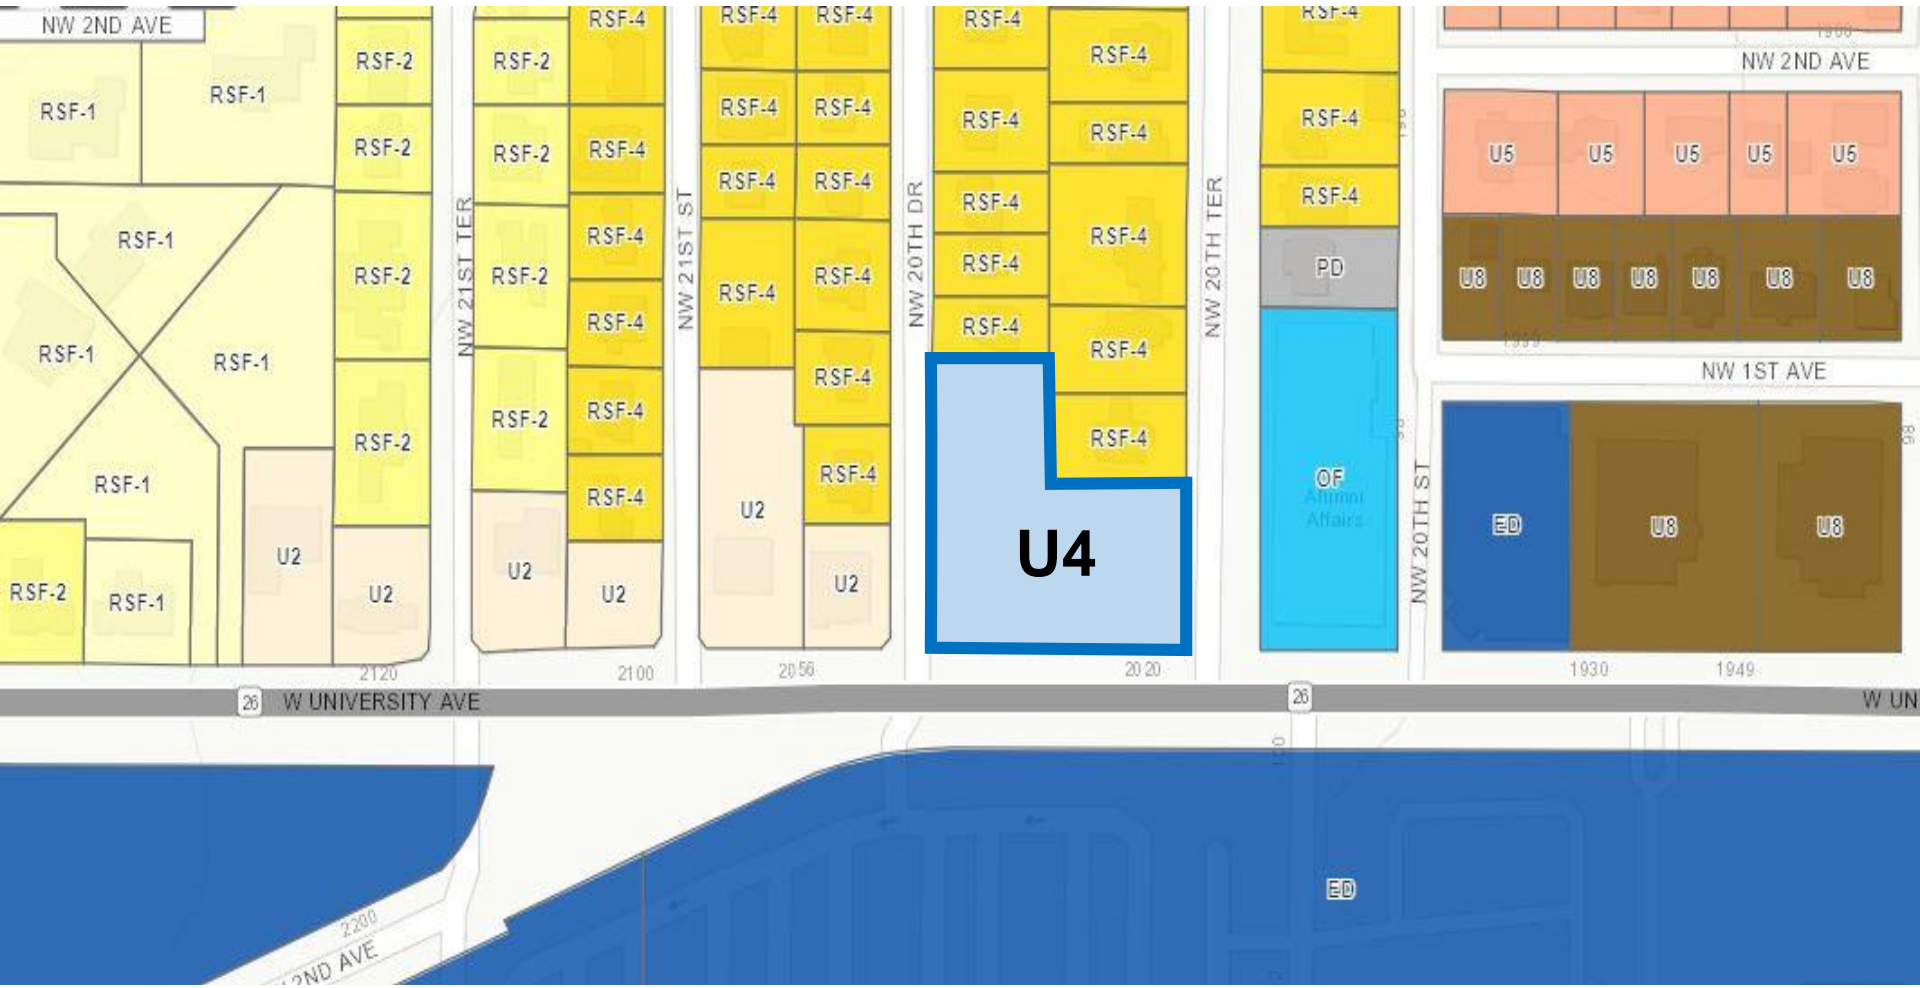 NW 2ND AVE
RSF-4
RSF-4
RSF-4
RSF-4
RSF-4
1900
RSF-2
RSF-2
RSF-4
NW 2ND AVE
RSF-1
RSF-1
RSF-4
RSF-4
RSF-4
RSF-4
RSF-4
RSF-2
RSF-2
RSF-4
U5
U5
U5
U5
U5
RSF-4
RSF-4
RSF-4
RSF-4
RSF-1
RSF-4
RSF-4
NW 21ST TER
NW 21ST ST
NW 20TH DR
NW 20TH TER
RSF-2
RSF-2
RSF-4
RSF-4
RSF-4
PD
U8
U8
U8
U8
U8
U8
U8
RSF-4
RSF-4
1999
RSF-1
RSF-1
RSF-4
RSF-4
NW 1ST AVE
RSF-2
RSF-2
RSF-4
RSF-4
98
98
RSF-1
RSF-4
RSF-4
OF
Alumni
Affairs
NW 20TH ST
U2
U2
U4
ED
U8
U8
RSF-2
RSF-1
U2
U2
U2
U2
2120
2100
2056
2020
1930
1949
26
W UNIVERSITY AVE
26
W UN
100
ED
2200
2ND AVE